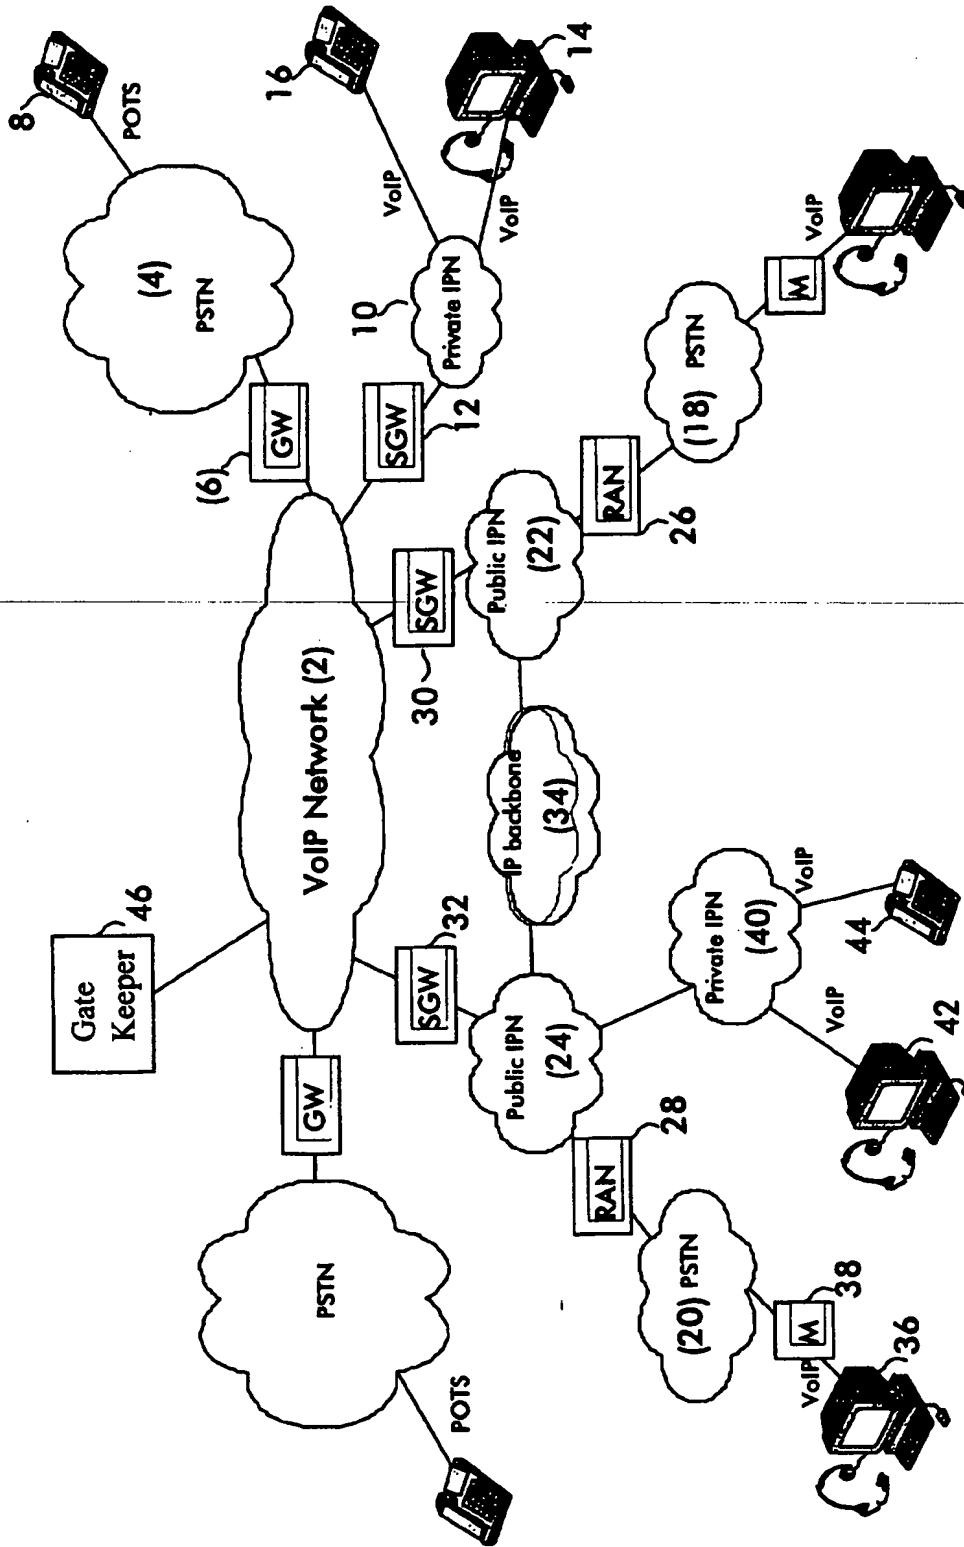 Gate
Keeper
46
8
POTS
(4)
PSTN
(6)
GW
16
VoIP
14
VoIP
10
Private IPN
SGW
12
VoIP Network (2)
GW
PSTN
POTS
SGW
30
SGW
32
Public IPN
(22)
RAN
26
PSTN
(18)
M
VoIP
IP backbone
(34)
Public IPN
(24)
RAN
28
PSTN
(20)
M
38
VoIP
36
Private IPN
(40)
VoIP
44
VoIP
42